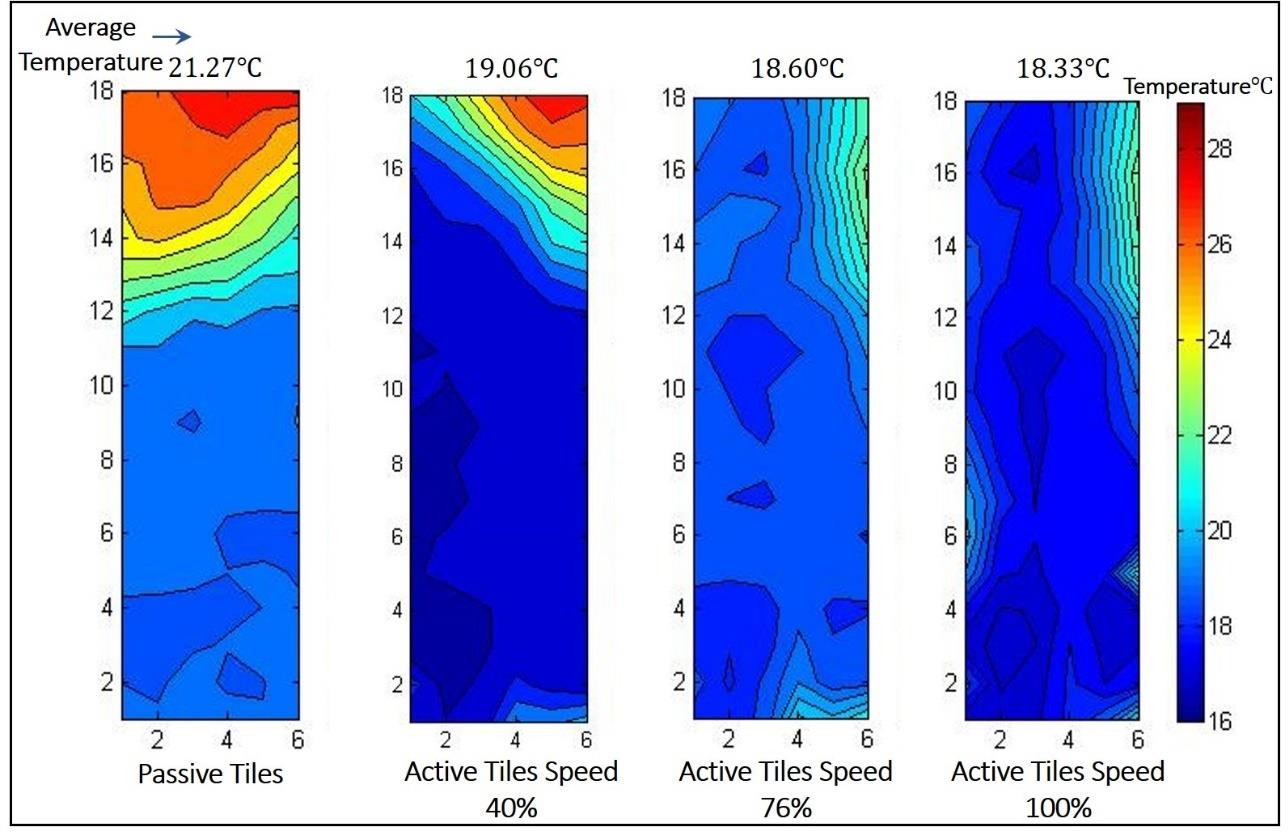 Average →
Temperature 21.27°C 19.06°C 18.60°C 18.33°C
Temperature°C
18 18 18 18
28
16 16 16 16
26
14 14 14 14
24
12 12 12 12
10 10 10 10
22
8 8 8 8
20
6 6 6 6
4 4 4 4
18
2 2 2 2
16
2 4 6 2 4 6 2 4 6 2 4 6
Passive Tiles Active Tiles Speed Active Tiles Speed Active Tiles Speed
40% 76% 100%